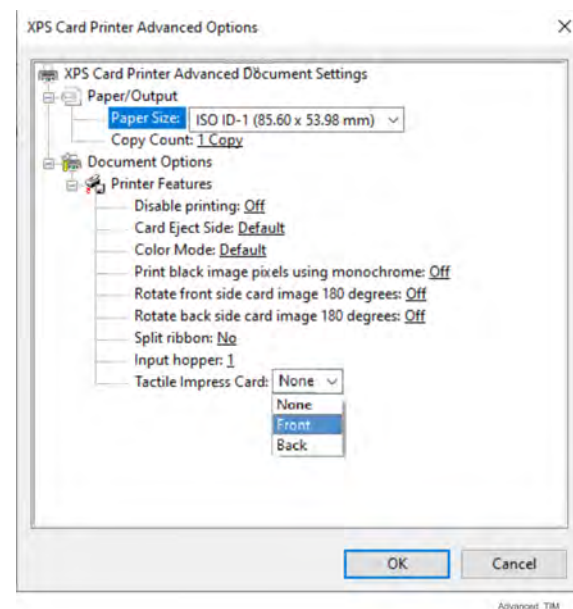 XPS Card Printer Advanced Options
XPS Card Printer Advanced Document Settings
Paper/Output
Paper Size: ISO ID-1 (85.60 x 53.98 mm)
Copy Count: 1 Copy
Document Options
Printer Features
Disable printing: Off
Card Eject Side: Default
Color Mode: Default
Print black image pixels using monochrome: Off
Rotate front side card image 180 degrees: Off
Rotate back side card image 180 degrees: Off
Split ribbon: No
Input hopper: 1
Tactile Impress Card: None
None
Front
Back
OK Cancel
Advanced_TIM